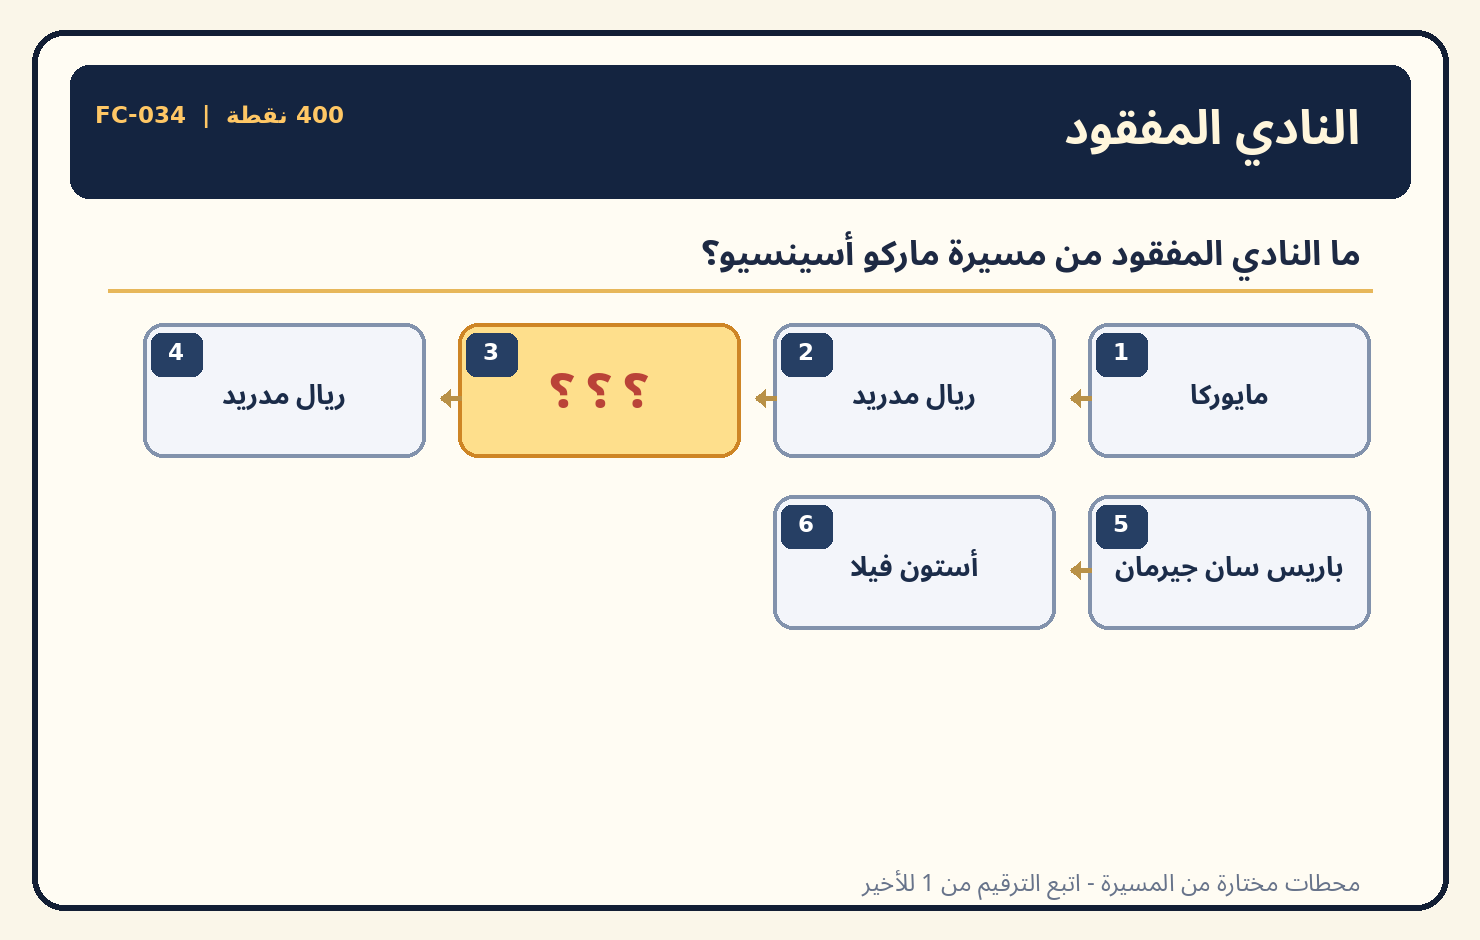 النادي المفقود
400 نقطة | FC-034
ما النادي المفقود من مسيرة ماركو أسينسيو؟
1
مايوركا
2
ريال مدريد
3
؟ ؟ ؟
4
ريال مدريد
5
باريس سان جيرمان
6
أستون فيلا
محطات مختارة من المسيرة - اتبع الترقيم من 1 للأخير